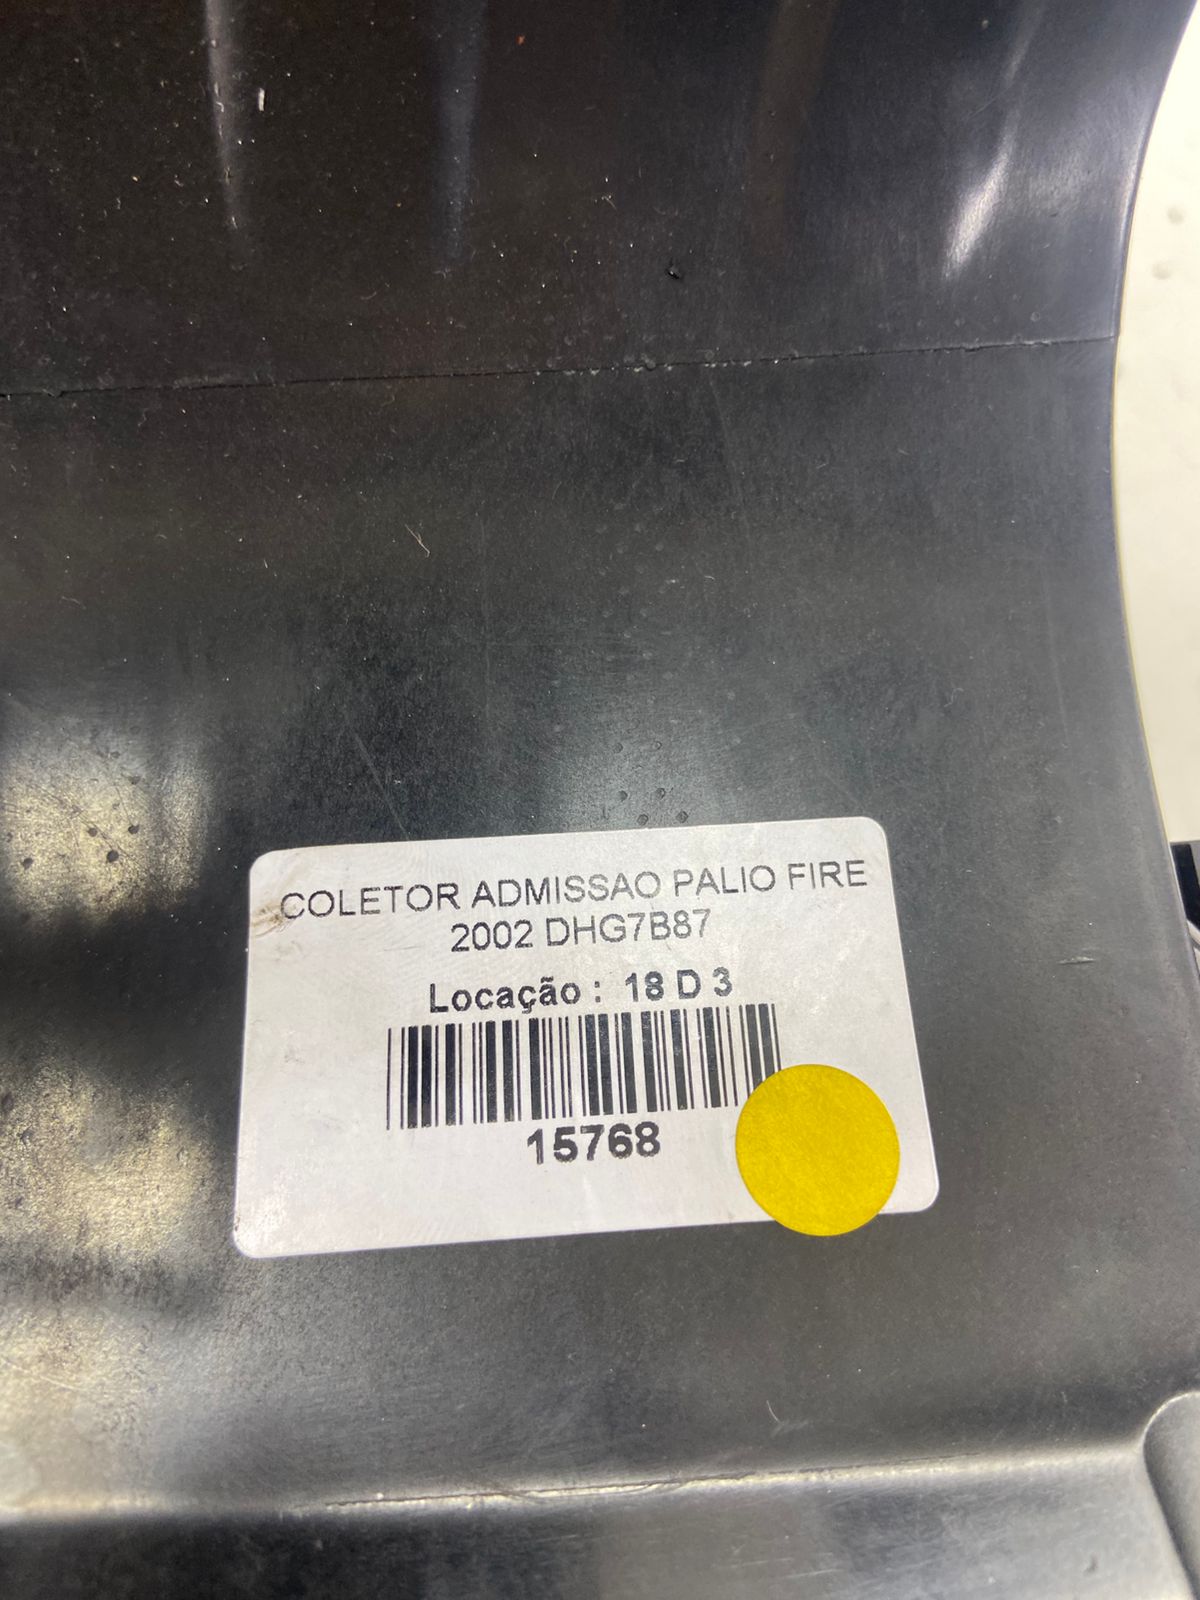 COLETOR ADMISSAO PALIO FIRE
2002 DHG7B87
Locação : 18 D 3
15768